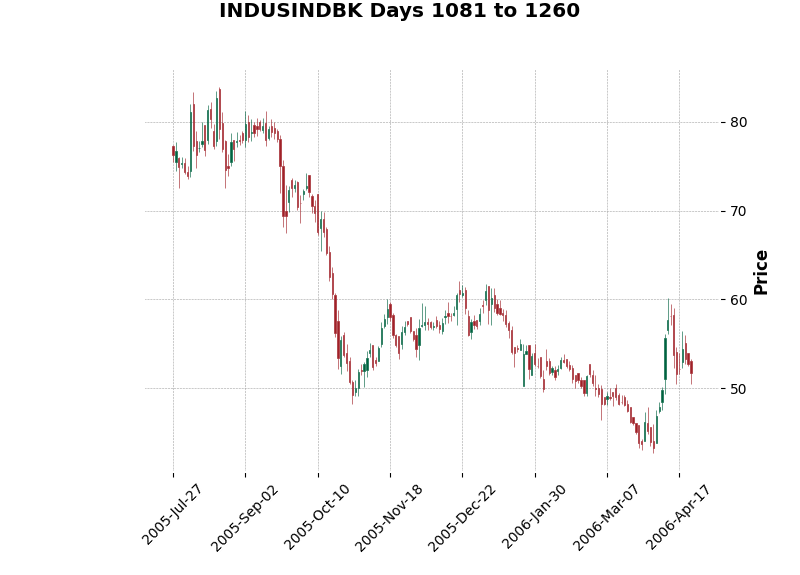 INDUSINDBK Days 1081 to 1260
80
70
60
50
Price
2005-Jul-27
2005-Sep-02
2005-Oct-10
2005-Nov-18
2005-Dec-22
2006-Jan-30
2006-Mar-07
2006-Apr-17